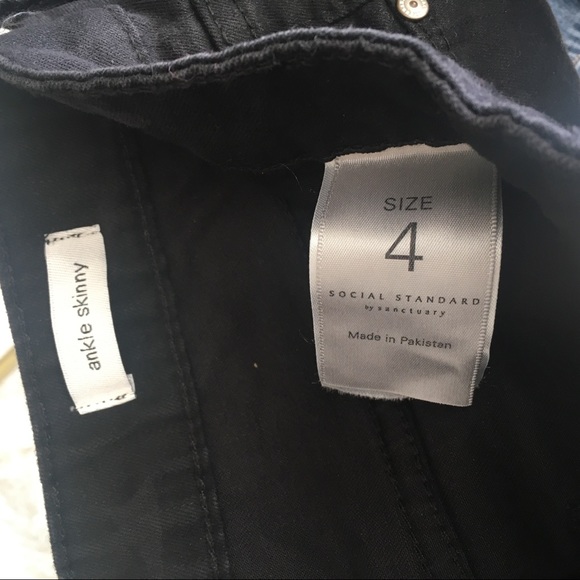 ankle skinny
SIZE
4
SOCIAL STANDARD
by sanctuary
Made in Pakistan